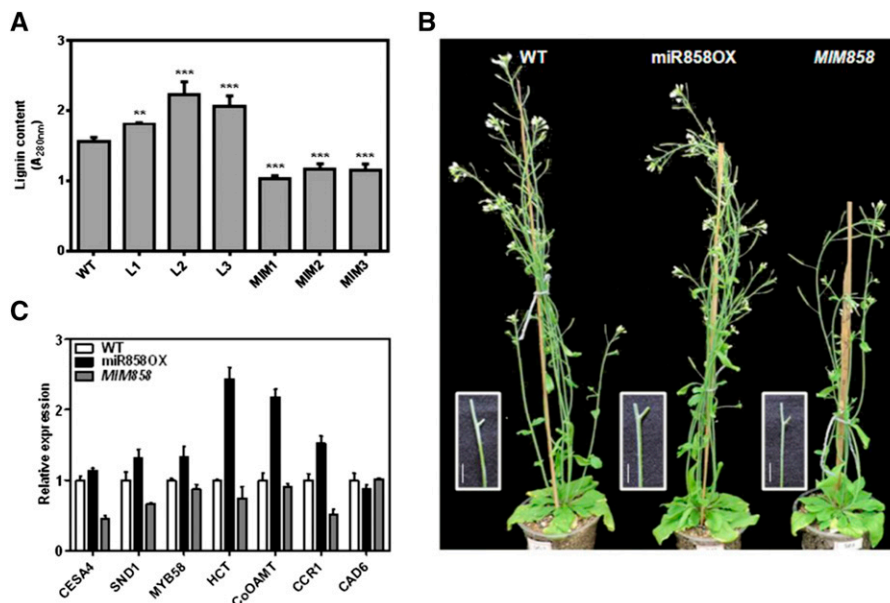 A
3
2
1
0
Lignin content
(A280nm)
**
***
***
***
***
***
WT
L1
L2
L3
MIM1
MIM2
MIM3
B
WT
miR858OX
MIM858
C
3
2
1
0
Relative expression
WT
miR858OX
MIM858
CESA4
SND1
MYB58
HCT
CoOAMT
CCR1
CAD6